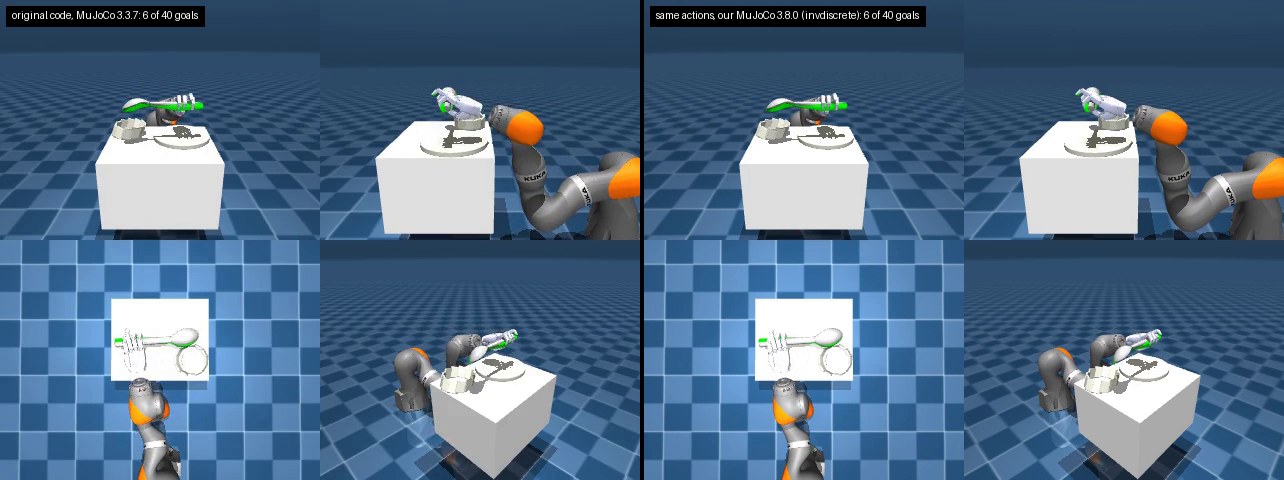 original code, MuJoCo 3.3.7: 6 of 40 goals
same actions, our MuJoCo 3.8.0 (invdiscrete): 6 of 40 goals
KUKA
KUKA